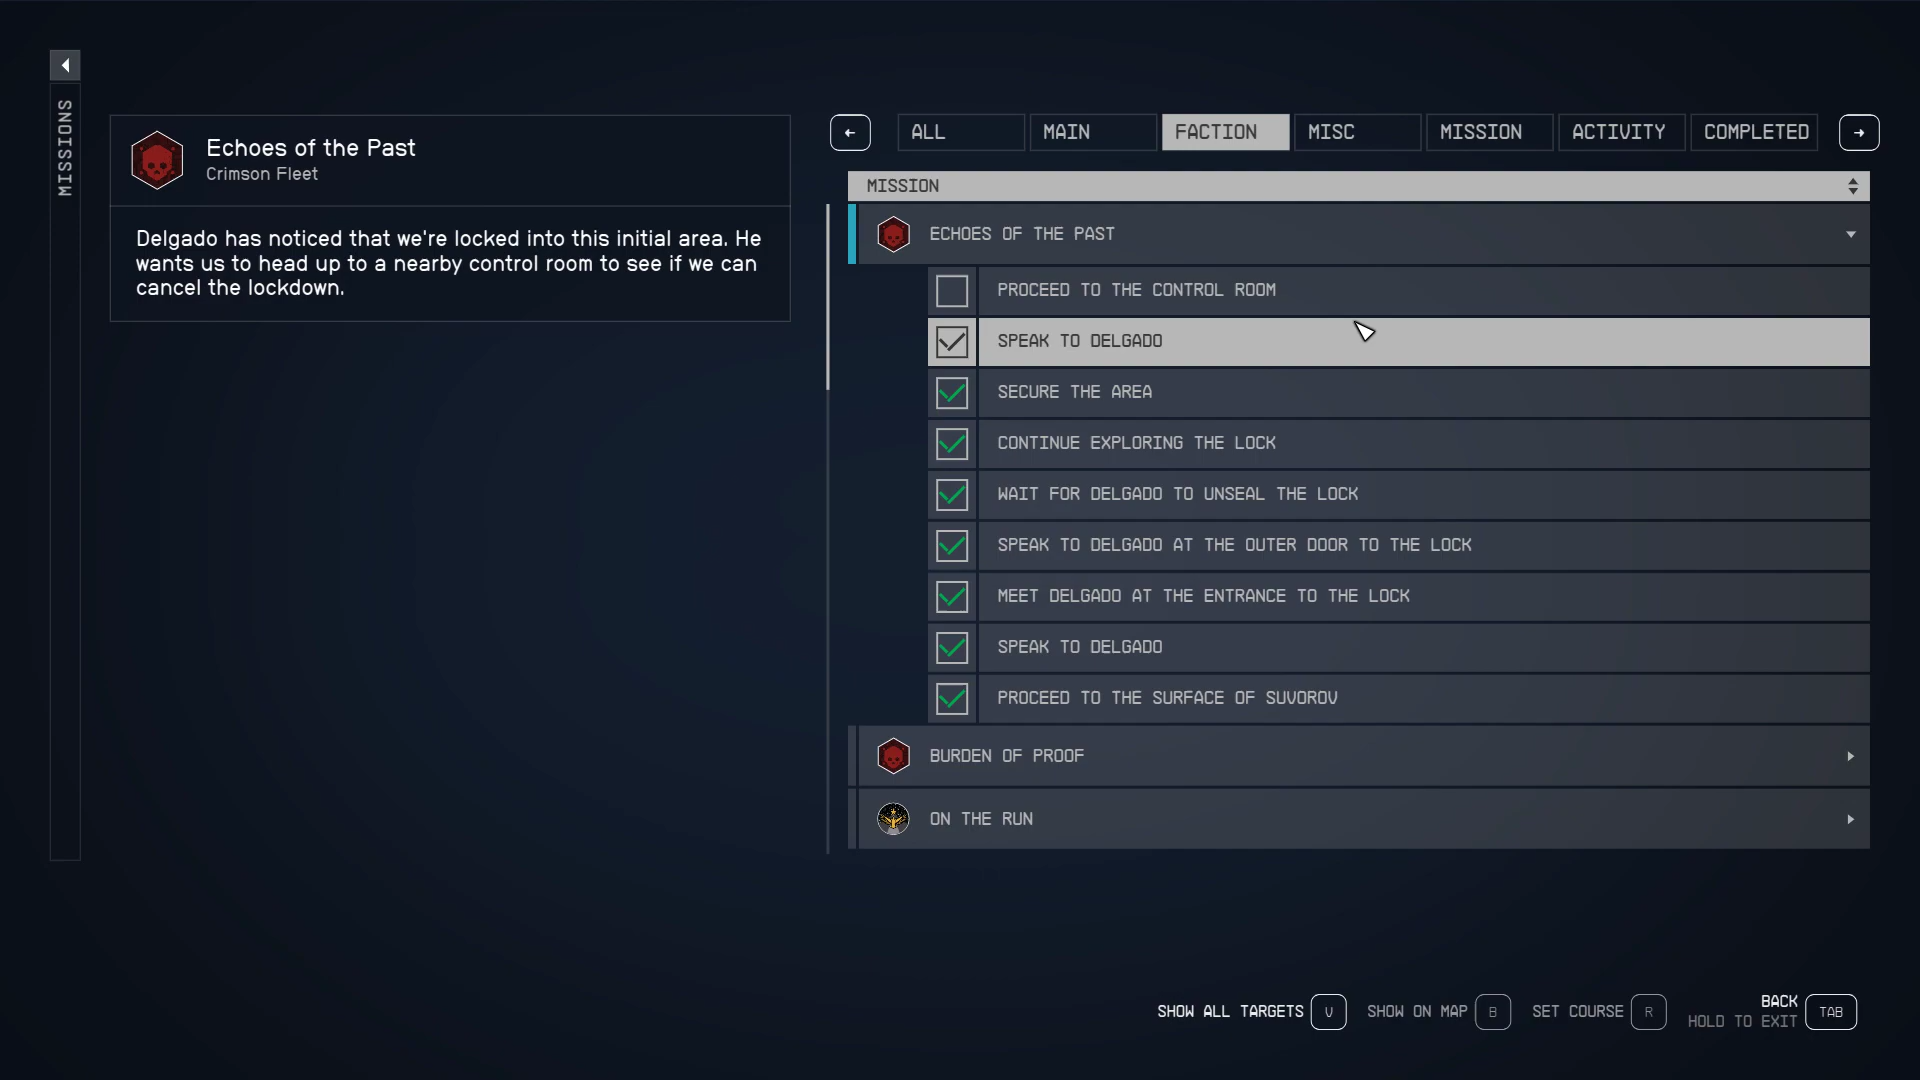 MISSIONS
Echoes of the Past
Crimson Fleet
Delgado has noticed that we're locked into this initial area. He
wants us to head up to a nearby control room to see if we can
cancel the lockdown.
ALL
MAIN
FACTION
MISC
MISSION
ACTIVITY
COMPLETED
MISSION
ECHOES OF THE PAST
PROCEED TO THE CONTROL ROOM
SPEAK TO DELGADO
SECURE THE AREA
CONTINUE EXPLORING THE LOCK
WAIT FOR DELGADO TO UNSEAL THE LOCK
SPEAK TO DELGADO AT THE OUTER DOOR TO THE LOCK
MEET DELGADO AT THE ENTRANCE TO THE LOCK
SPEAK TO DELGADO
PROCEED TO THE SURFACE OF SUVOROV
BURDEN OF PROOF
ON THE RUN
SHOW ALL TARGETS V
SHOW ON MAP B
SET COURSE R
BACK
HOLD TO EXIT
TAB